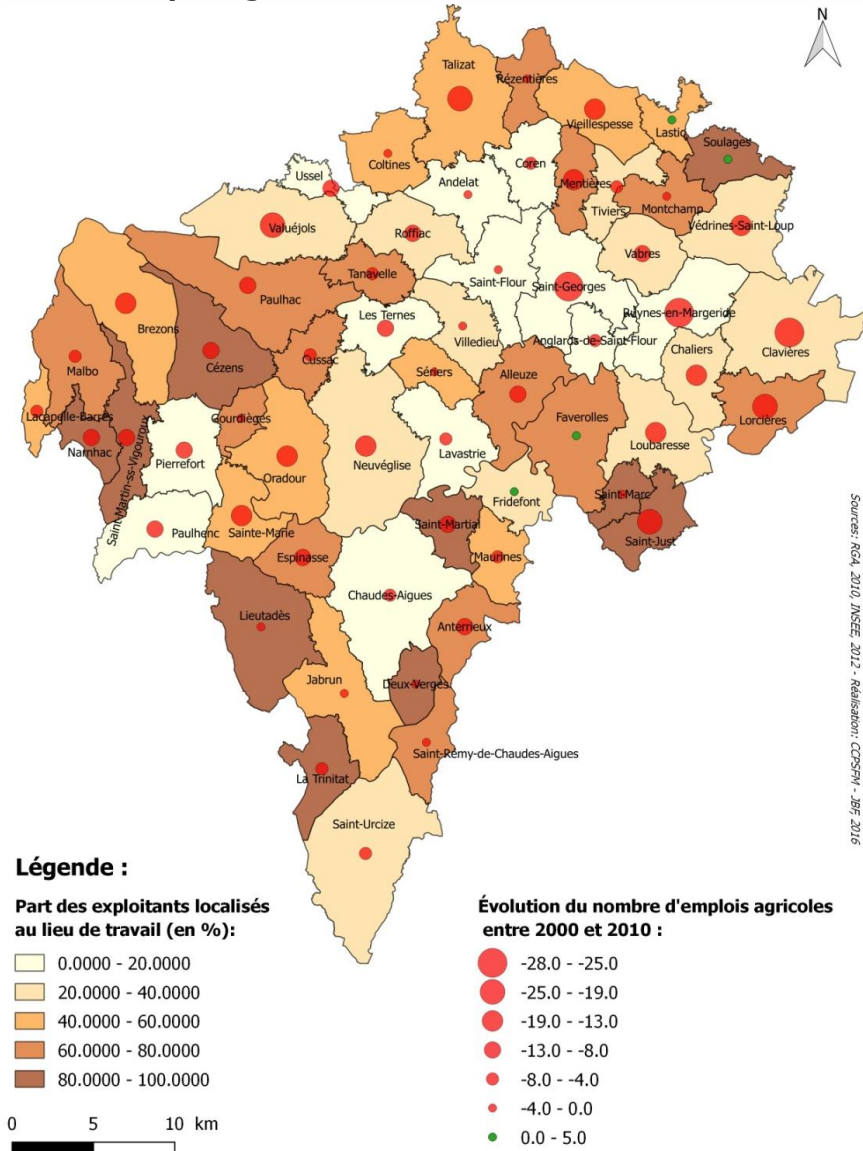 N
Talizat
Rézentières
Vieillespesse
Lastic
Soulages
Coltines
Coren
Ussel
Andelat
Mentières
Tiviers
Montchamp
Valuéjols
Roffiac
Védrines-Saint-Loup
Vabres
Tanavelle
Saint-Flour
Saint-Georges
Paulhac
Brezons
Les Ternes
Ruynes-en-Margeride
Villedieu
Anglards-de-Saint-Flour
Clavières
Cézens
Cussac
Chaliers
Malbo
Sériers
Alleuze
Lacapelle-Barrès
Gourdièges
Faverolles
Lorcières
Narnhac
Saint-Martin-ss-Vigouroux
Pierrefort
Oradour
Neuvéglise
Lavastrie
Loubaresse
Fridefont
Saint-Marc
Paulhenc
Sainte-Marie
Saint-Martial
Saint-Just
Espinasse
Maurines
Chaudes-Aigues
Lieutadès
Anterrieux
Jabrun
Deux-Verges
Saint-Rémy-de-Chaudes-Aigues
La Trinitat
Saint-Urcize
Sources: RGA, 2010, INSEE, 2012 - Réalisation: CCPSFM - JBF, 2016
Légende :
Part des exploitants localisés
au lieu de travail (en %):
0.0000 - 20.0000
20.0000 - 40.0000
40.0000 - 60.0000
60.0000 - 80.0000
80.0000 - 100.0000
0 5 10 km
Évolution du nombre d'emplois agricoles
entre 2000 et 2010 :
-28.0 - -25.0
-25.0 - -19.0
-19.0 - -13.0
-13.0 - -8.0
-8.0 - -4.0
-4.0 - 0.0
0.0 - 5.0